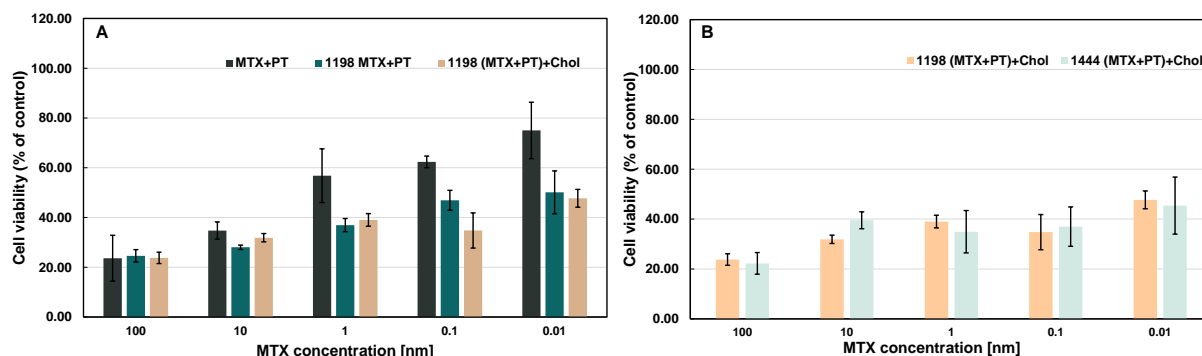 A
MTX+PT 1198 MTX+PT 1198 (MTX+PT)+Chol
Cell viability (% of control)
120.00
100.00
80.00
60.00
40.00
20.00
0.00
100 10 1 0.1 0.01
MTX concentration [nm]
B
1198 (MTX+PT)+Chol 1444 (MTX+PT)+Chol
Cell viability (% of control)
120.00
100.00
80.00
60.00
40.00
20.00
0.00
100 10 1 0.1 0.01
MTX concentration [nm]